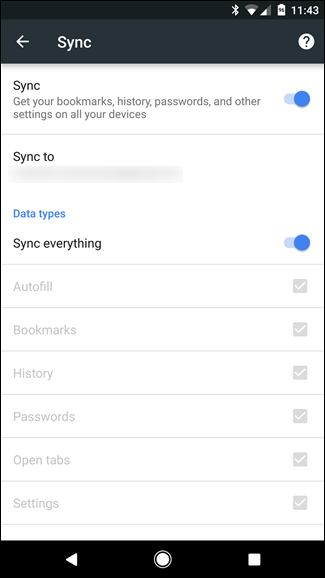 11:43
Sync
Sync
Get your bookmarks, history, passwords, and other
settings on all your devices
Sync to
Data types
Sync everything
Autofill
Bookmarks
History
Passwords
Open tabs
Settings